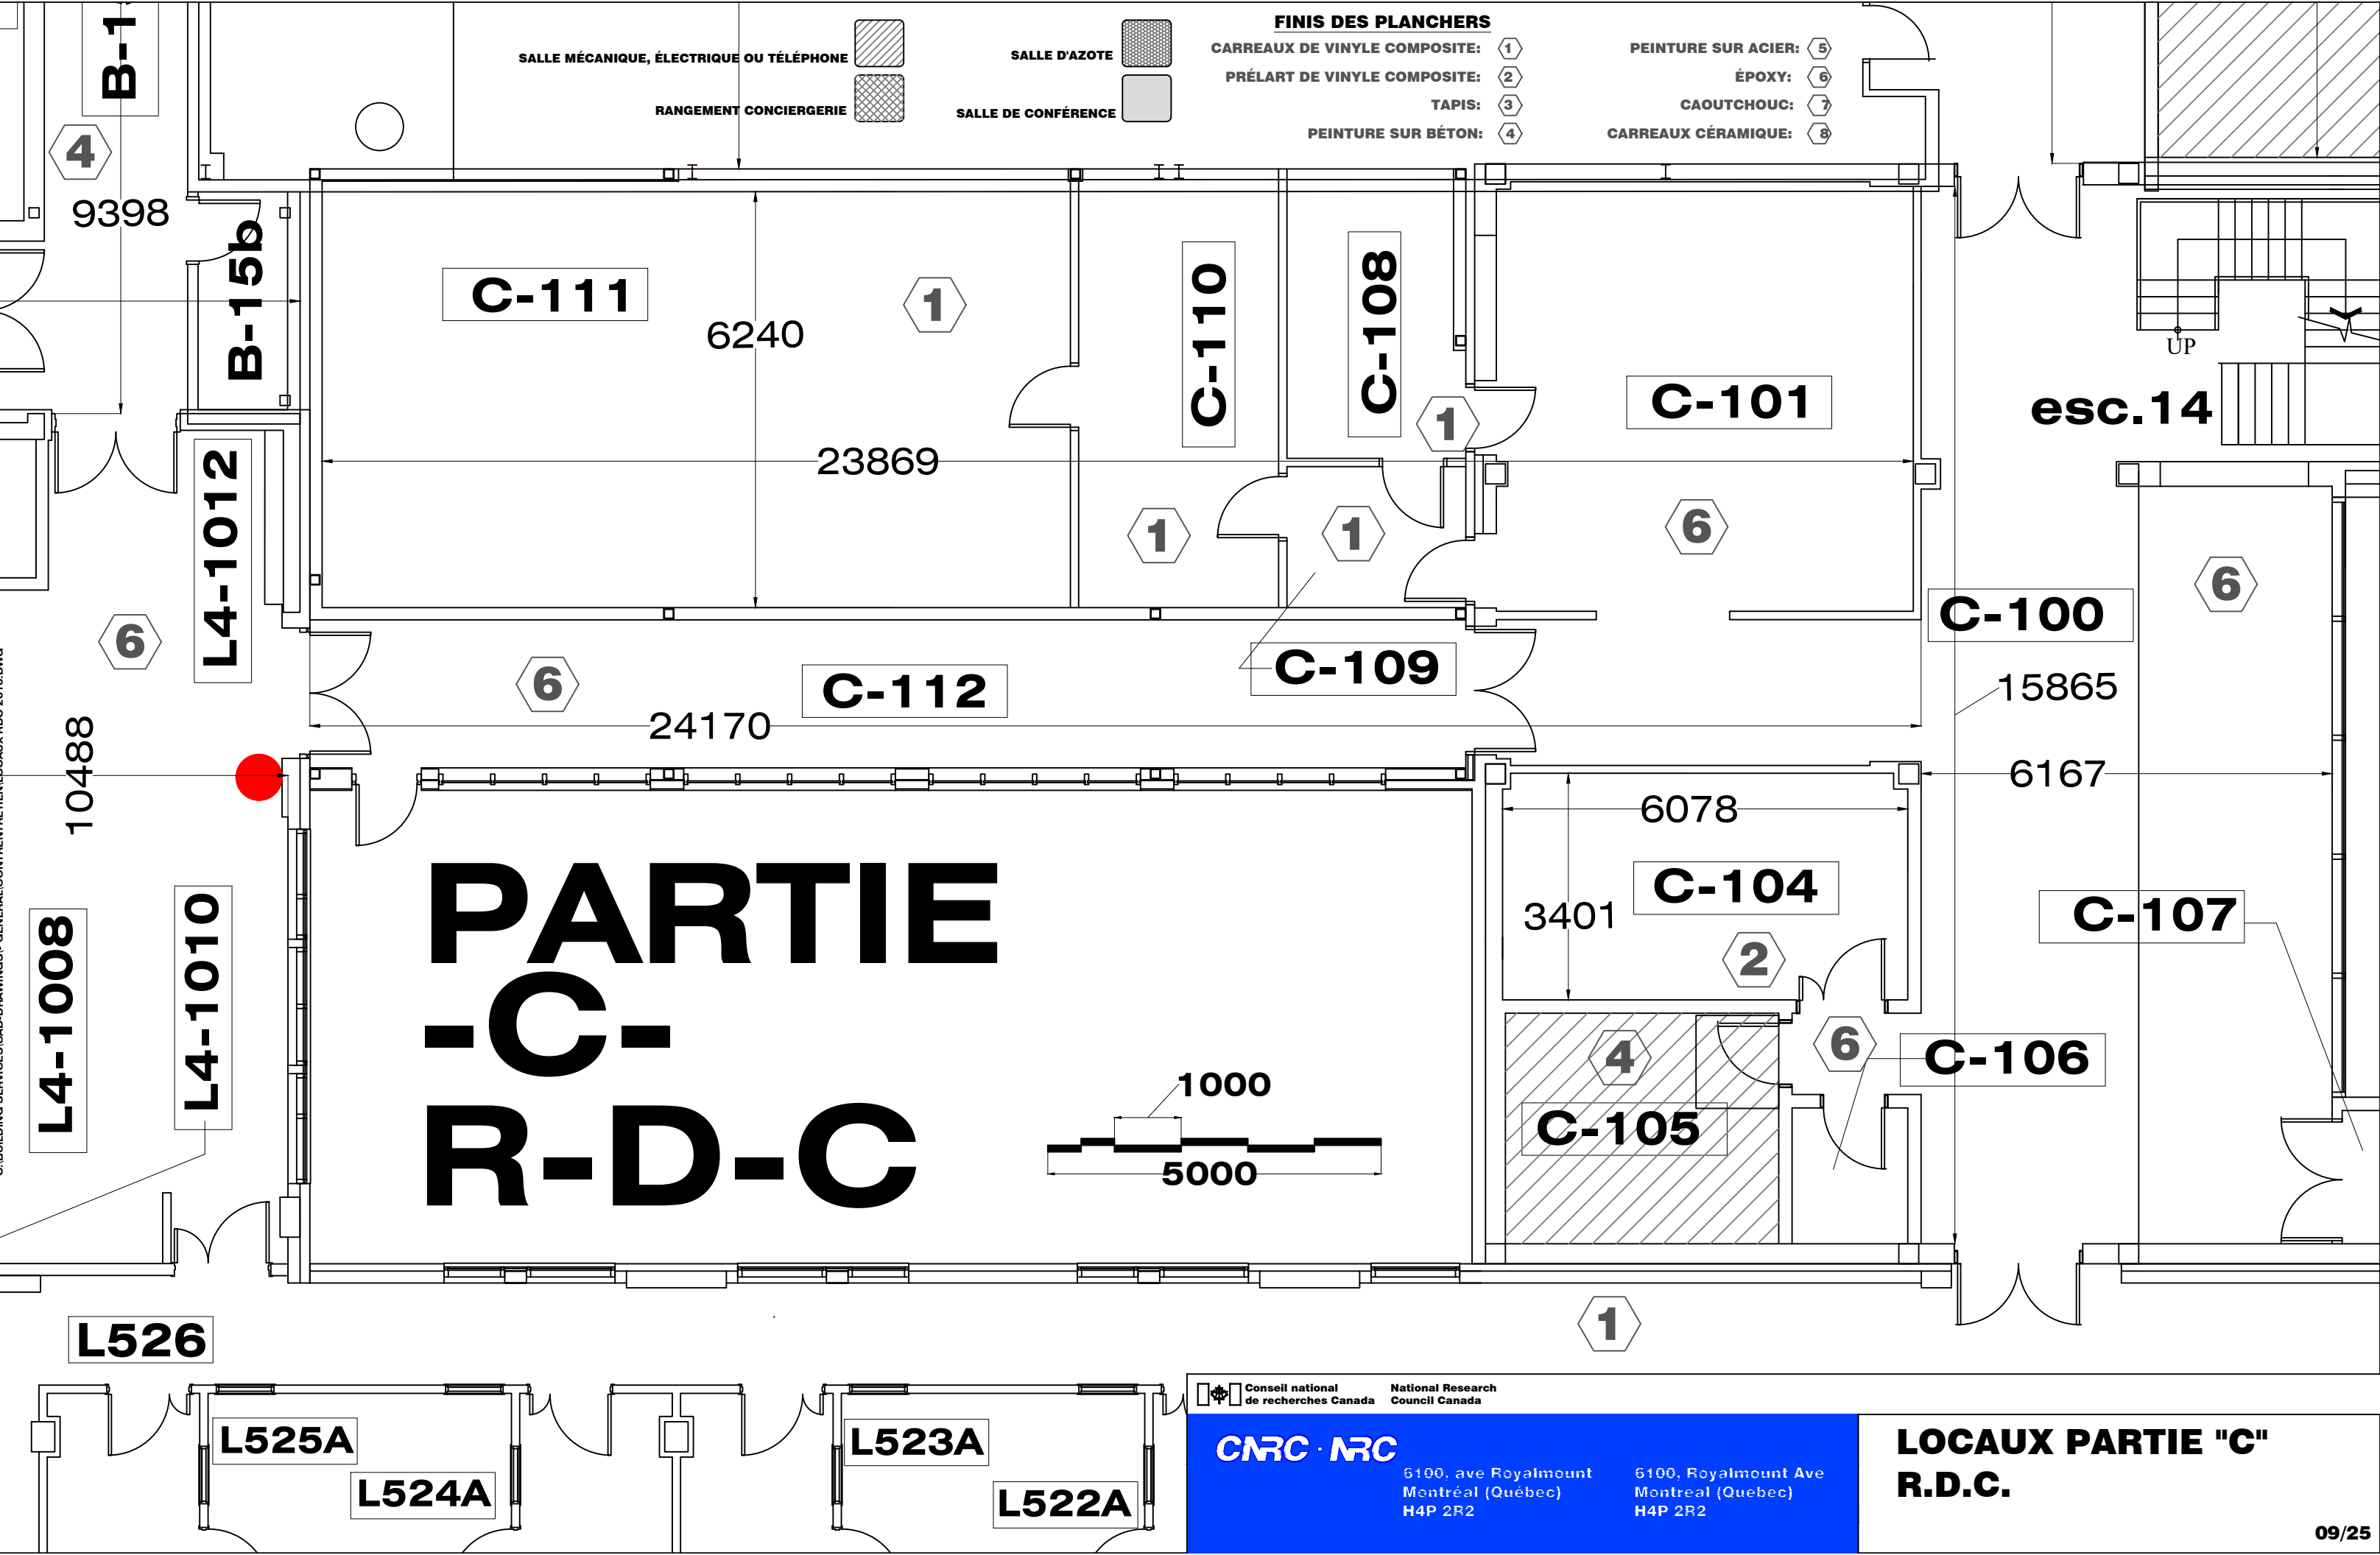 B-1
SALLE MÉCANIQUE, ÉLECTRIQUE OU TÉLÉPHONE
RANGEMENT CONCIERGERIE
SALLE D'AZOTE
SALLE DE CONFÉRENCE
FINIS DES PLANCHERS
CARREAUX DE VINYLE COMPOSITE: 1
PRÉLART DE VINYLE COMPOSITE: 2
TAPIS: 3
PEINTURE SUR BÉTON: 4
PEINTURE SUR ACIER: 5
ÉPOXY: 6
CAOUTCHOUC: 7
CARREAUX CÉRAMIQUE: 8
4
9398
B-15b
C-111
1
6240
C-110
C-108
1
C-101
UP
esc.14
23869
L4-1012
1
1
6
6
6
C-100
C-109
6
C-112
15865
24170
10488
6167
6078
C-104
3401
2
C-107
PARTIE
-C-
R-D-C
L4-1008
L4-1010
1000
5000
4
6
C-106
C-105
1
L526
L525A
L524A
L523A
L522A
Conseil national
de recherches Canada
National Research
Council Canada
CNRC · NRC
6100, ave Royalmount
Montréal (Québec)
H4P 2R2
6100, Royalmount Ave
Montreal (Quebec)
H4P 2R2
LOCAUX PARTIE "C"
R.D.C.
09/25